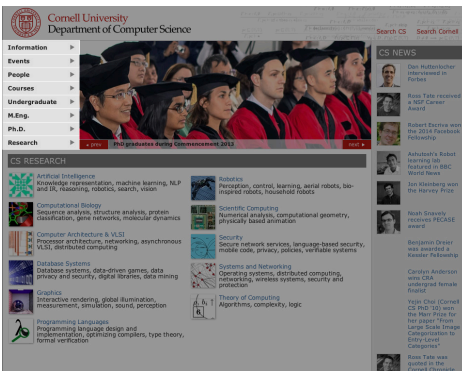 Cornell University
Department of Computer Science
Search CS
Search Cornell
Information
Events
People
Courses
Undergraduate
M.Eng.
Ph.D.
Research
prev
Phd graduates during Commencement 2013
next
CS NEWS
Dan Huttenlocher
interviewed in
Forbes
Ross Tate received
a NSF Career
Award
Robert Escriva won
the 2014 Facebook
Fellowship
Ashutosh's Robot
learning lab
featured in BBC
World News
Jon Kleinberg won
the Harvey Prize
Noah Snavely
receives PECASE
award
Benjamin Dreier
was awarded a
Kessler fellowship
Carolyn Anderson
wins CRA
undergrad female
finalist
Yejin Choi (Cornell
CS PhD '10) won
the Marr Prize for
her paper "From
Large Scale Image
Categorization to
Entry-Level
Categories"
Ross Tate was
quoted in the
Cornell Chronicle
CS RESEARCH
Artificial Intelligence
Knowledge representation, machine learning, NLP
and IR, reasoning, robotics, search, vision
Computational Biology
Sequence analysis, structure analysis, protein
classification, gene networks, molecular dynamics
Computer Architecture & VLSI
Processor architecture, networking, asynchronous
VLSI, distributed computing
Database Systems
Database systems, data-driven games, data
privacy and security, digital libraries, data mining
Graphics
Interactive rendering, global illumination,
measurement, simulation, sound, perception
Programming Languages
Programming language design and
implementation, optimizing compilers, type theory,
formal verification
Robotics
Perception, control, learning, aerial robots, bio-
inspired robots, household robots
Scientific Computing
Numerical analysis, computational geometry,
physically based animation
Security
Secure network services, language-based security,
mobile code, privacy, policies, verifiable systems
Systems and Networking
Operating systems, distributed computing,
networking, wireless systems, security and
protection
Theory of Computing
Algorithms, complexity, logic